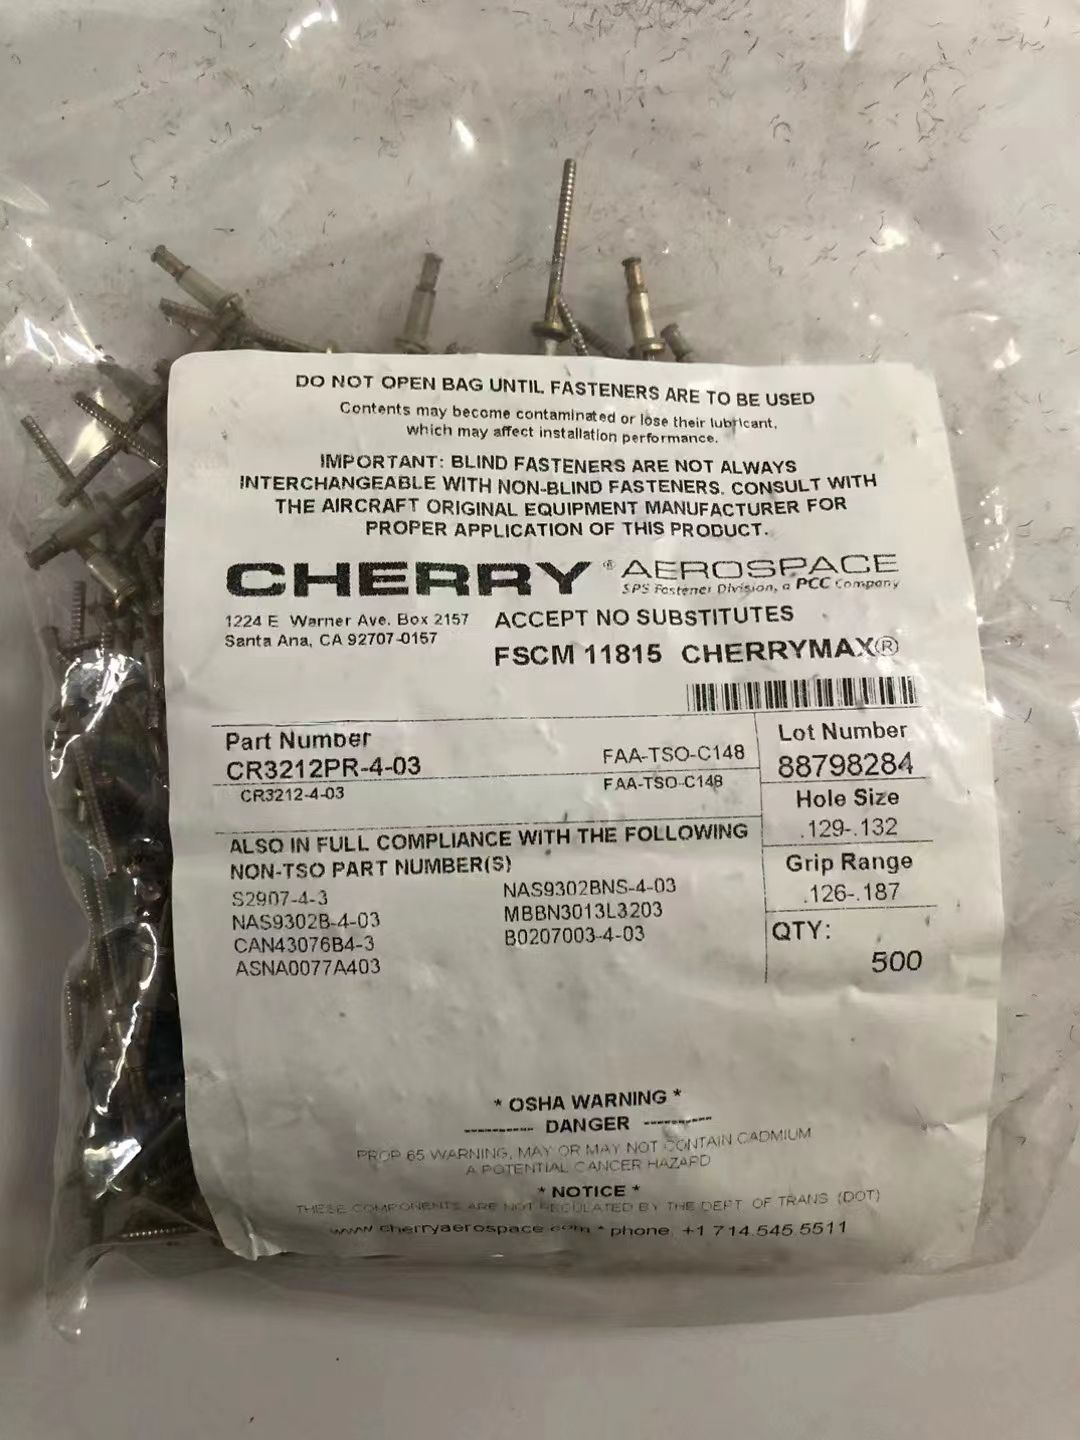 DO NOT OPEN BAG UNTIL FASTENERS ARE TO BE USED
Contents may become contaminated or lose their lubricant,
which may affect installation performance.
IMPORTANT: BLIND FASTENERS ARE NOT ALWAYS
INTERCHANGEABLE WITH NON-BLIND FASTENERS. CONSULT WITH
THE AIRCRAFT ORIGINAL EQUIPMENT MANUFACTURER FOR
PROPER APPLICATION OF THIS PRODUCT.
CHERRY® AEROSPACE
SPS Fastener Division, a PCC Company
1224 E Warner Ave. Box 2157
Santa Ana, CA 92707-0157
ACCEPT NO SUBSTITUTES
FSCM 11815 CHERRYMAX®
Part Number
CR3212PR-4-03 FAA-TSO-C148
CR3212-4-03 FAA-TSO-C148
Lot Number
88798284
Hole Size
.129-.132
Grip Range
.126-.187
QTY:
500
ALSO IN FULL COMPLIANCE WITH THE FOLLOWING
NON-TSO PART NUMBER(S)
S2907-4-3
NAS9302B-4-03
CAN43076B4-3
ASNA0077A403
NAS9302BNS-4-03
MBBN3013L3203
B0207003-4-03
* OSHA WARNING *
---------- DANGER ----------
PROP 65 WARNING, MAY OR MAY NOT CONTAIN CADMIUM
A POTENTIAL CANCER HAZARD
* NOTICE *
THESE COMPONENTS ARE NOT REGULATED BY THE DEPT OF TRANS (DOT)
www cherryaerospace com * phone, +1 714.545.5511